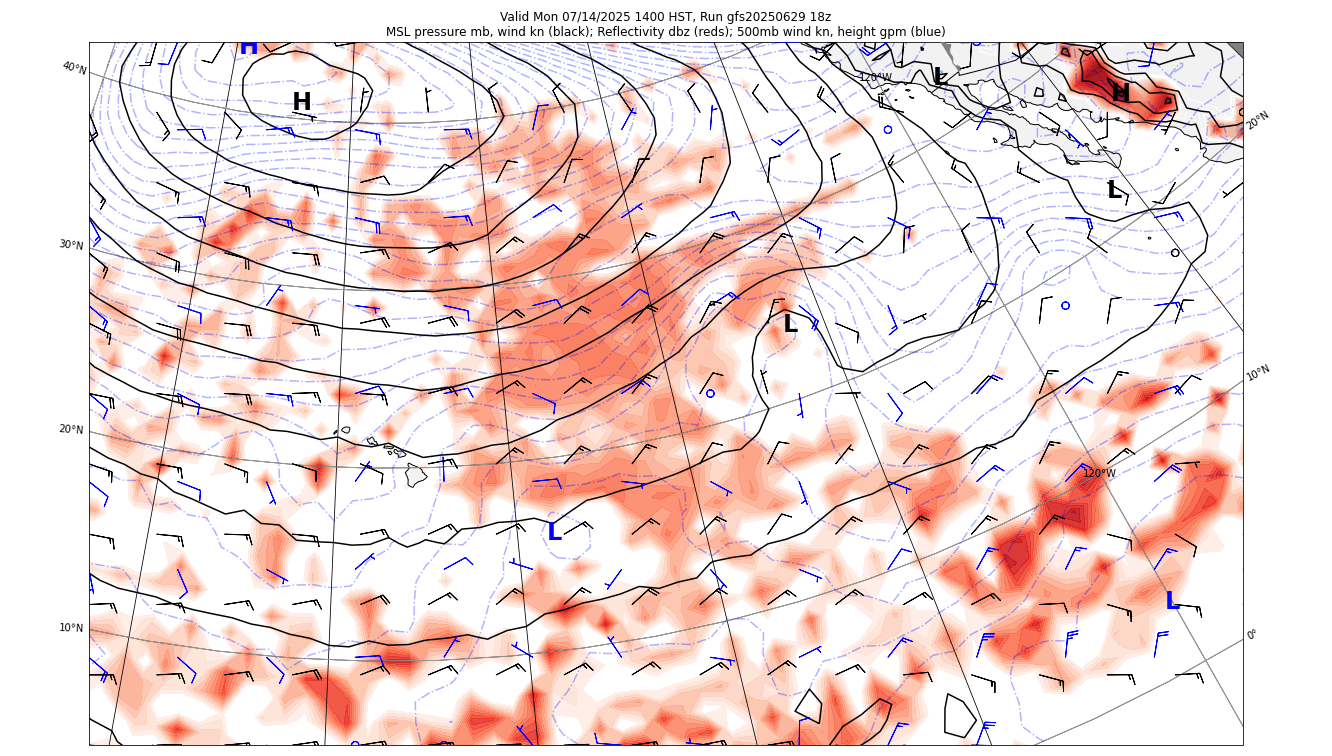 Valid Mon 07/14/2025 1400 HST, Run gfs20250629 18z
MSL pressure mb, wind kn (black); Reflectivity dbz (reds); 500mb wind kn, height gpm (blue)
H
40°N
120°W
L
H
H
20°N
L
30°N
L
10°N
20°N
120°W
L
L
10°N
0°